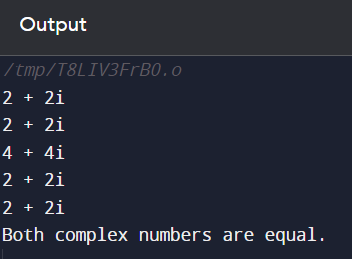 Output
/tmp/T8LIV3FrBO.o
2 + 2i
2 + 2i
4 + 4i
2 + 2i
2 + 2i
Both complex numbers are equal.